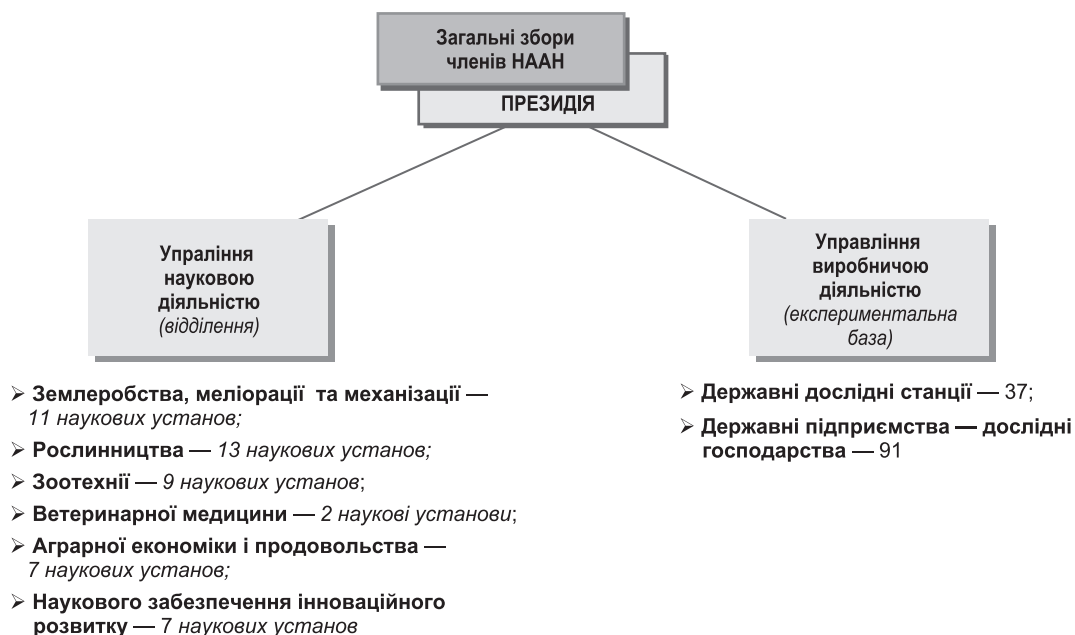 Загальні збори
членів НААН
ПРЕЗИДІЯ
Упраління
науковою
діяльністю
(відділення)
Управління
виробничою
діяльністю
(експериментальна
база)
➢ Землеробства, меліорації та механізації —
11 наукових установ;
➢ Рослинництва — 13 наукових установ;
➢ Зоотехнії — 9 наукових установ;
➢ Ветеринарної медицини — 2 наукові установи;
➢ Аграрної економіки і продовольства —
7 наукових установ;
➢ Наукового забезпечення інноваційного
розвитку — 7 наукових установ
➢ Державні дослідні станції — 37;
➢ Державні підприємства — дослідні
господарства — 91